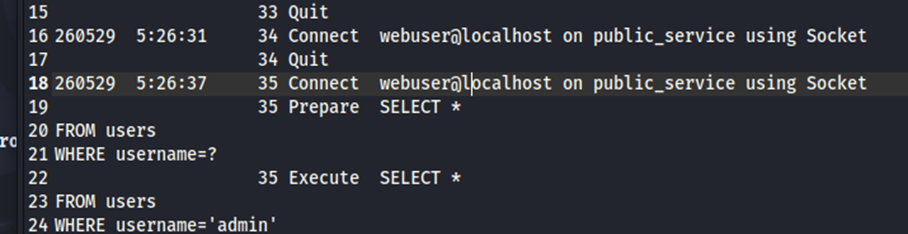 15 33 Quit
16 260529 5:26:31 34 Connect webuser@localhost on public_service using Socket
17 34 Quit
18 260529 5:26:37 35 Connect webuser@localhost on public_service using Socket
19 35 Prepare SELECT *
20 FROM users
ro
21 WHERE username=?
22 35 Execute SELECT *
23 FROM users
24 WHERE username='admin'